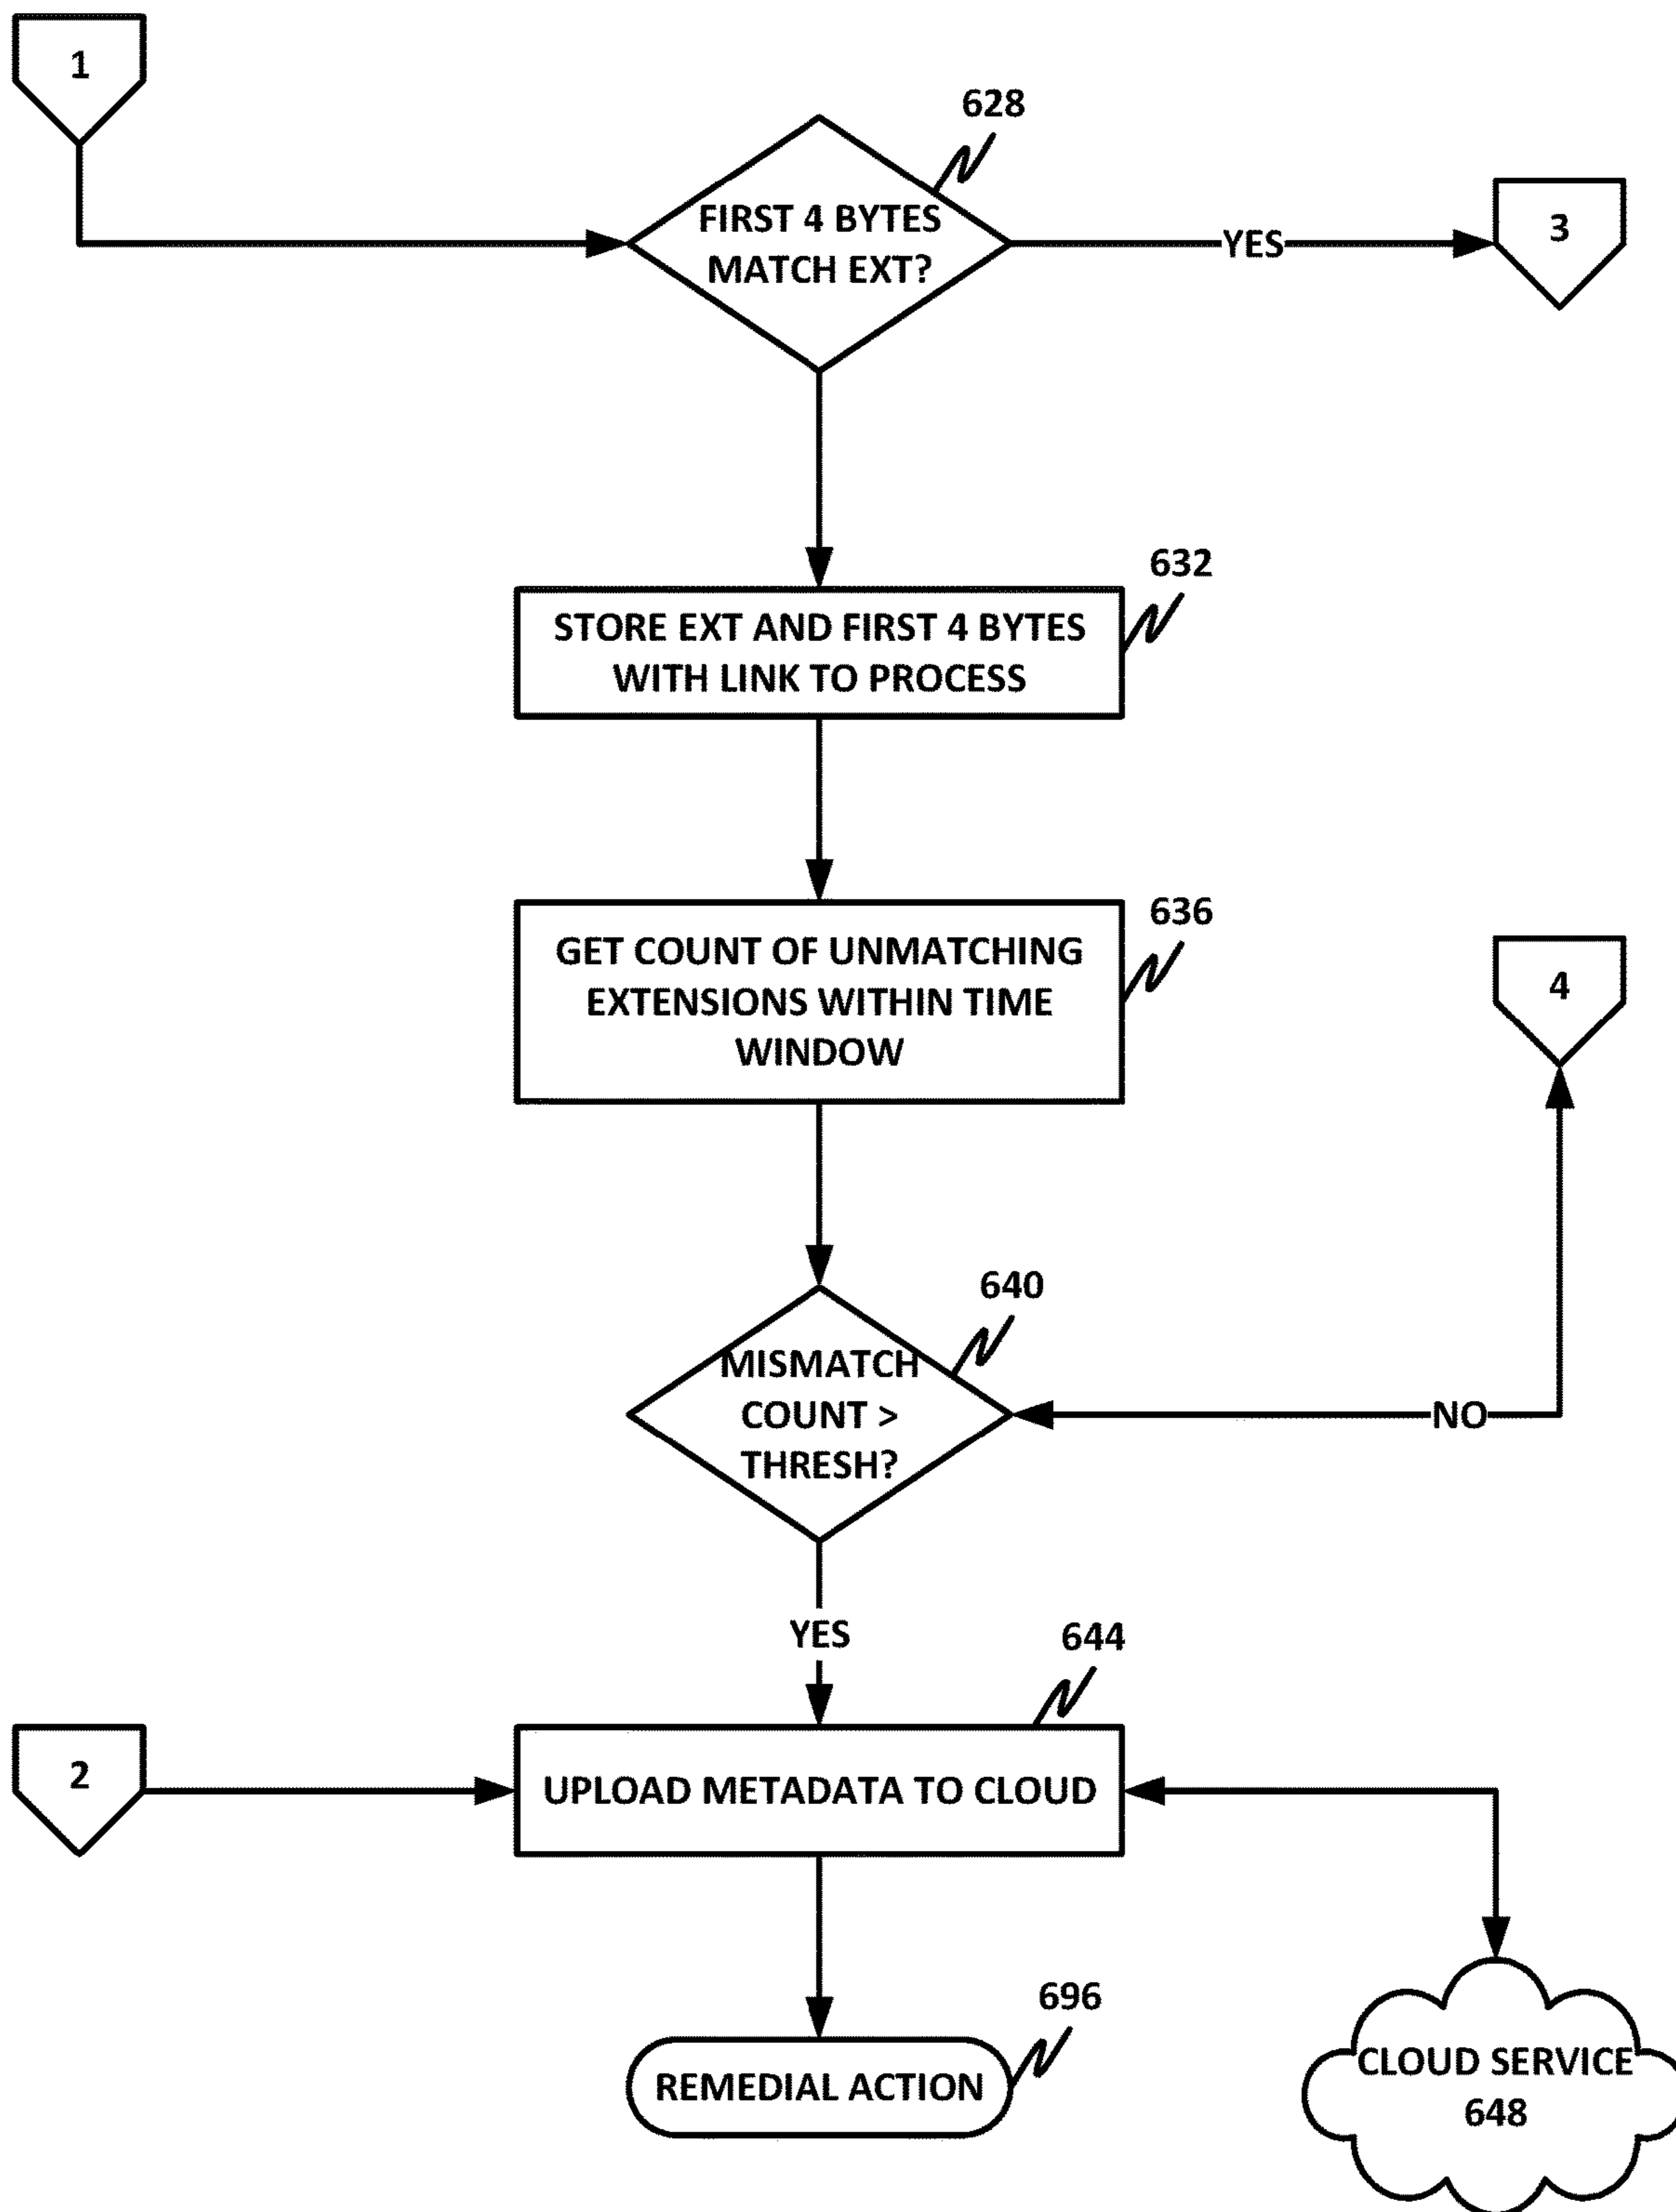 1
628
FIRST 4 BYTES
MATCH EXT?
YES
3
632
STORE EXT AND FIRST 4 BYTES
WITH LINK TO PROCESS
636
GET COUNT OF UNMATCHING
EXTENSIONS WITHIN TIME
WINDOW
4
640
MISMATCH
COUNT >
THRESH?
NO
YES
644
2
UPLOAD METADATA TO CLOUD
696
REMEDIAL ACTION
CLOUD SERVICE
648